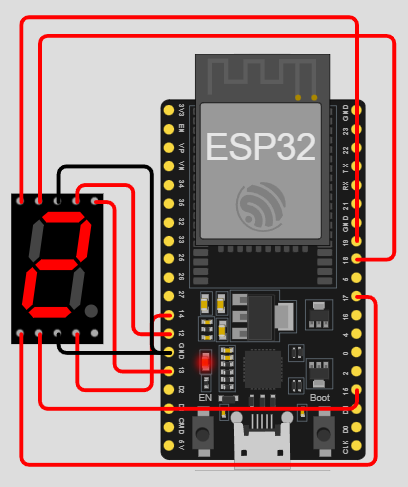 3V3
EN
VP
VN
34
35
32
33
25
26
27
14
12
GND
13
D2
CMD
5V
ESP32
GND
23
22
TX
RX
21
GND
19
18
5
17
16
4
0
2
15
D0
CLK
EN
Boot